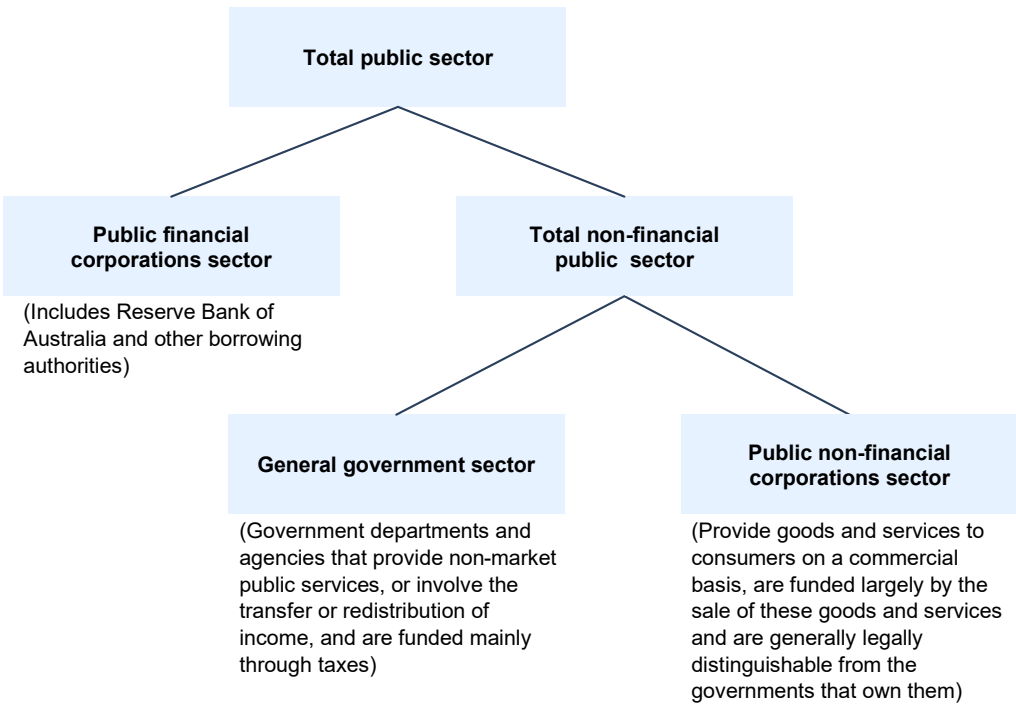 Total public sector
Public financial
corporations sector
(Includes Reserve Bank of
Australia and other borrowing
authorities)
Total non-financial
public  sector
General government sector
(Government departments and
agencies that provide non-market
public services, or involve the
transfer or redistribution of
income, and are funded mainly
through taxes)
Public non-financial
corporations sector
(Provide goods and services to
consumers on a commercial
basis, are funded largely by the
sale of these goods and services
and are generally legally
distinguishable from the
governments that own them)